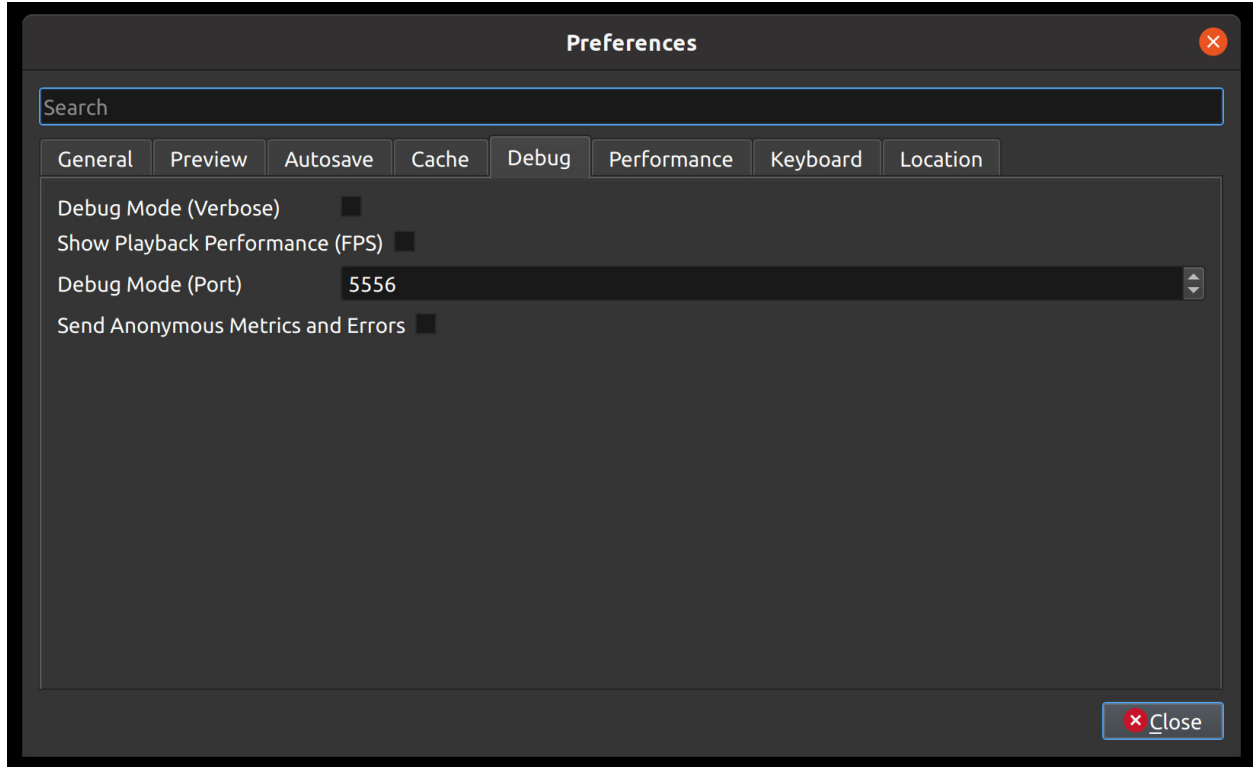 Preferences
Search
General Preview Autosave Cache Debug Performance Keyboard Location
Debug Mode (Verbose)
Show Playback Performance (FPS)
Debug Mode (Port) 5556
Send Anonymous Metrics and Errors
Close